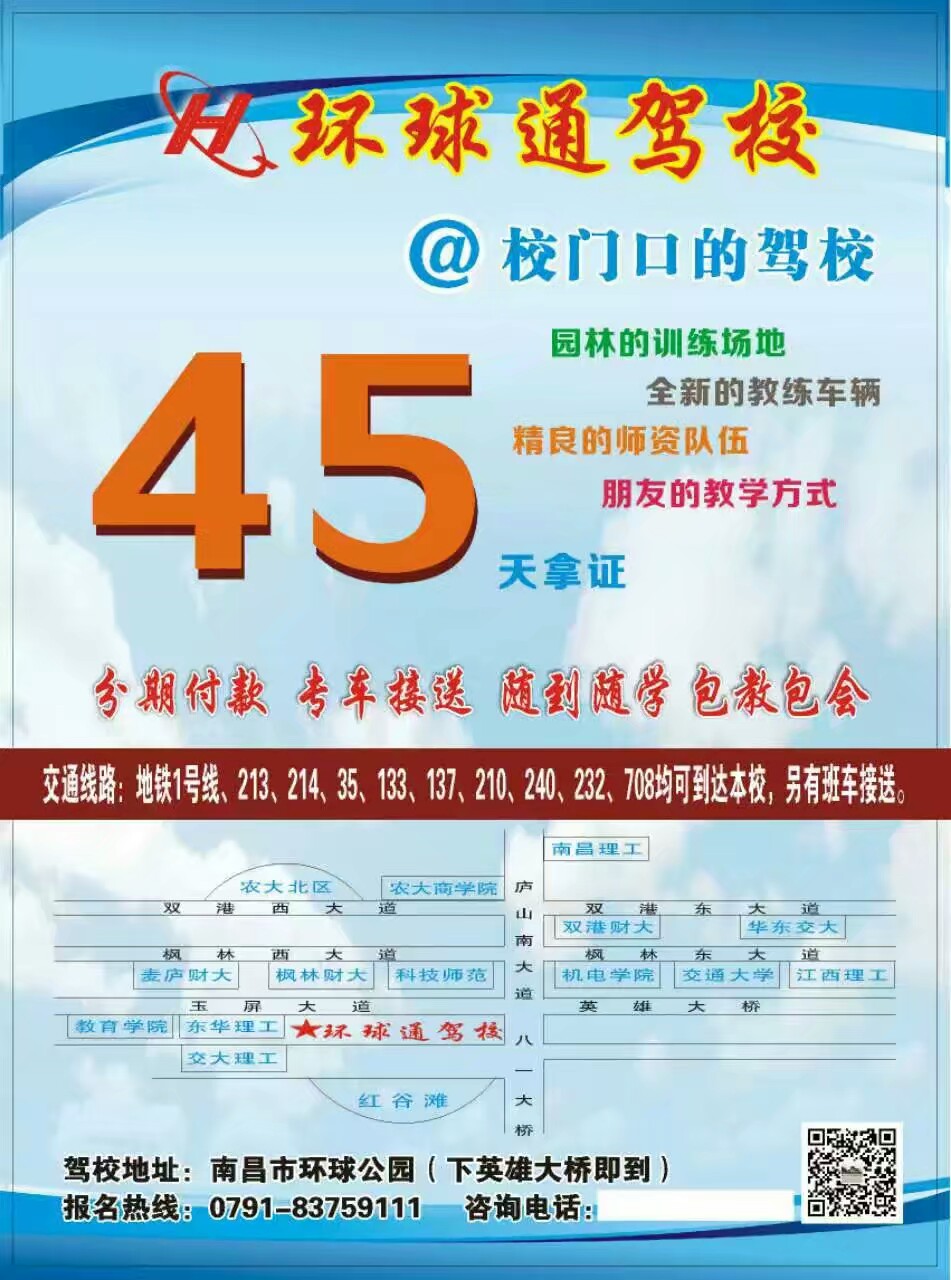 H 环球通驾校
@校门口的驾校
园林的训练场地
全新的教练车辆
精良的师资队伍
朋友的教学方式
45天拿证
分期付款 专车接送 随到随学 包教包会
交通线路：地铁1号线、213、214、35、133、137、210、240、232、708均可到达本校，另有班车接送。
南昌理工
农大北区 农大商学院
双港西大道 双港东大道
双港财大 华东交大
枫林西大道 枫林东大道
麦庐财大 枫林财大 科技师范 机电学院 交通大学 江西理工
玉屏大道 英雄大桥
教育学院 东华理工 ★环球通驾校
交大理工
红谷滩
庐山南大道
八一大桥
驾校地址：南昌市环球公园（下英雄大桥即到）
报名热线：0791-83759111 咨询电话：